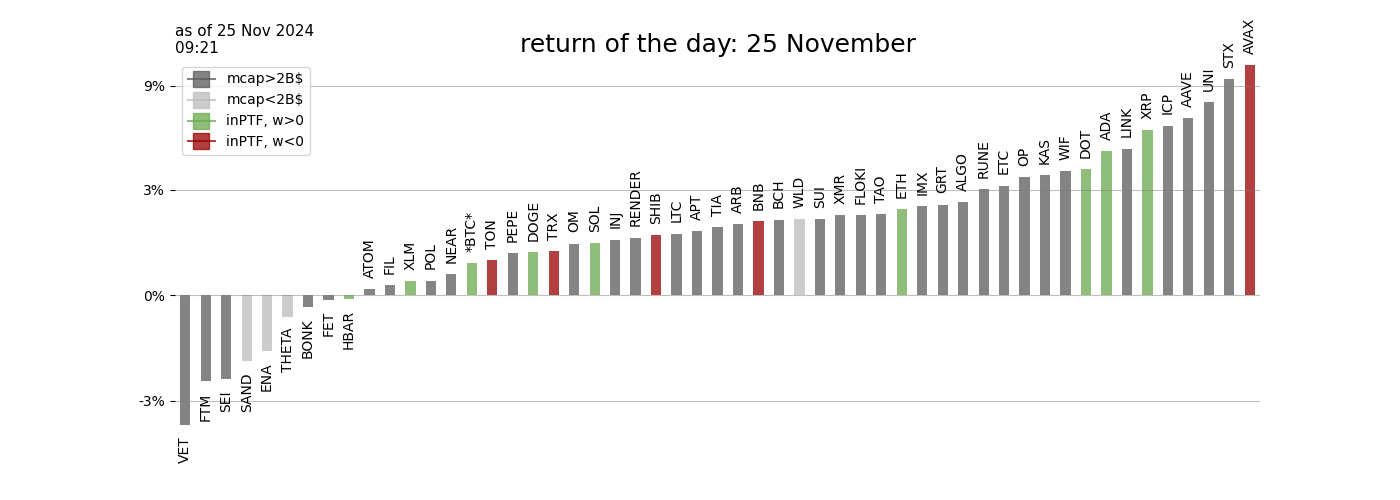 as of 25 Nov 2024
09:21
return of the day: 25 November
mcap>2B$
mcap<2B$
inPTF, w>0
inPTF, w<0
9%
3%
0%
-3%
VET
FTM
SEI
SAND
ENA
THETA
BONK
FET
HBAR
ATOM
FIL
XLM
POL
NEAR
*BTC*
TON
PEPE
DOGE
TRX
OM
SOL
INJ
RENDER
SHIB
LTC
APT
TIA
ARB
BNB
BCH
WLD
SUI
XMR
FLOKI
TAO
ETH
IMX
GRT
ALGO
RUNE
ETC
OP
KAS
WIF
DOT
ADA
LINK
XRP
ICP
AAVE
UNI
STX
AVAX